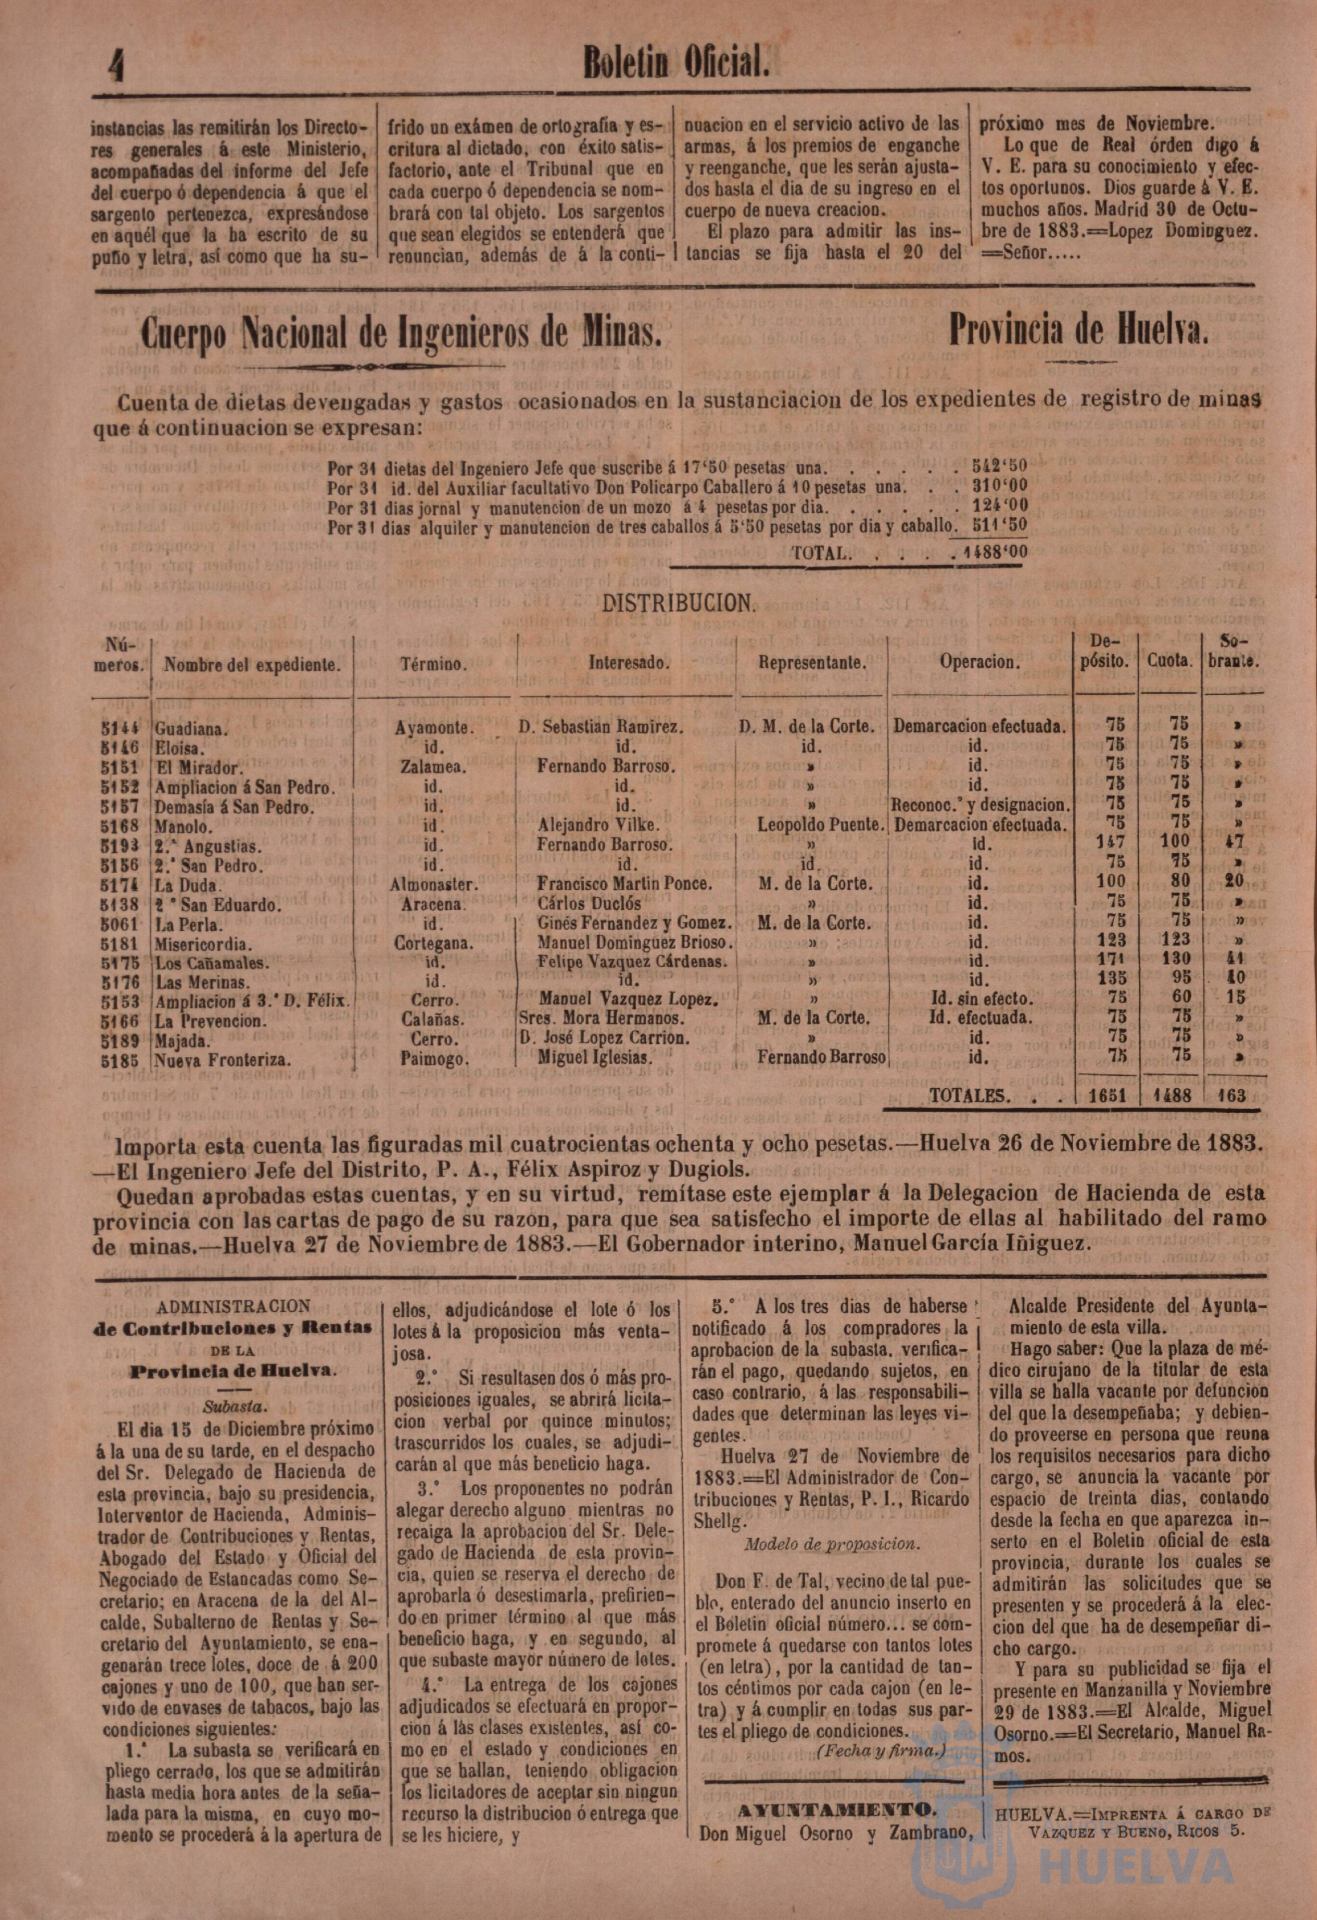 4
Boletin Oficial.
instancias las remitirán los Directo-
res generales á este Ministerio,
acompañadas del informe del Jefe
del cuerpo ó dependencia á que el
sargento pertenezca, expresándose
en aquél que la ha escrito de su
puño y letra, así como que ha su-
frido un exámen de ortografía y es-
critura al dictado, con éxito satis-
factorio, ante el Tribunal que en
cada cuerpo ó dependencia se nom-
brará con tal objeto. Los sargentos
que sean elegidos se entenderá que
renuncian, además de á la conti-
nuacion en el servicio activo de las
armas, á los premios de enganche
y reenganche, que les serán ajusta-
dos hasta el dia de su ingreso en el
cuerpo de nueva creacion.
El plazo para admitir las ins-
tancias se fija hasta el 20 del
próximo mes de Noviembre.
Lo que de Real órden digo á
V. E. para su conocimiento y efec-
tos oportunos. Dios guarde á V. E.
muchos años. Madrid 30 de Octu-
bre de 1883.=Lopez Dominguez.
=Señor.....
Cuerpo Nacional de Ingenieros de Minas.
Provincia de Huelva.
Cuenta de dietas devengadas y gastos ocasionados en la sustanciacion de los expedientes de registro de minas
que á continuacion se expresan:
Por 31 dietas del Ingeniero Jefe que suscribe á 17‘50 pesetas una. . . . . . 542‘50
Por 31 id. del Auxiliar facultativo Don Policarpo Caballero á 10 pesetas una. . . 310‘00
Por 31 dias jornal y manutencion de un mozo á 4 pesetas por dia. . . . . . 124‘00
Por 31 dias alquiler y manutencion de tres caballos á 5‘50 pesetas por dia y caballo. 511‘50
TOTAL. . . . . 1488‘00
DISTRIBUCION.
Nú-
meros. Nombre del expediente. Término. Interesado. Representante. Operacion. De-
pósito. Cuota. So-
brante.
5144 Guadiana. Ayamonte. D. Sebastian Ramirez. D. M. de la Corte. Demarcacion efectuada. 75 75 »
5146 Eloisa. id. id. id. id. 75 75 »
5151 El Mirador. Zalamea. Fernando Barroso. » id. 75 75 »
5152 Ampliacion á San Pedro. id. id. » id. 75 75 »
5157 Demasía á San Pedro. id. id. » Reconoc.º y designacion. 75 75 »
5168 Manolo. id. Alejandro Vilke. Leopoldo Puente. Demarcacion efectuada. 75 75 »
5193 2.ª Angustias. id. Fernando Barroso. » id. 147 100 47
5156 2.º San Pedro. id. id. id. id. 75 75 »
5174 La Duda. Almonaster. Francisco Martin Ponce. M. de la Corte. id. 100 80 20
5138 2º San Eduardo. Aracena. Cárlos Duclós » id. 75 75 »
5061 La Perla. id. Ginés Fernandez y Gomez. M. de la Corte. id. 75 75 »
5181 Misericordia. Cortegana. Manuel Dominguez Brioso. » id. 123 123 »
5175 Los Cañamales. id. Felipe Vazquez Cárdenas. » id. 171 130 41
5176 Las Merinas. id. id. » id. 135 95 40
5153 Ampliacion á 3.ª D. Félix. Cerro. Manuel Vazquez Lopez. » Id. sin efecto. 75 60 15
5166 La Prevencion. Calañas. Sres. Mora Hermanos. M. de la Corte. Id. efectuada. 75 75 »
5189 Majada. Cerro. D. José Lopez Carrion. » id. 75 75 »
5185 Nueva Fronteriza. Paimogo. Miguel Iglesias. Fernando Barroso id. 75 75 »
TOTALES. . . 1651 1488 163
Importa esta cuenta las figuradas mil cuatrocientas ochenta y ocho pesetas.—Huelva 26 de Noviembre de 1883.
—El Ingeniero Jefe del Distrito, P. A., Félix Aspiroz y Dugiols.
Quedan aprobadas estas cuentas, y en su virtud, remítase este ejemplar á la Delegacion de Hacienda de esta
provincia con las cartas de pago de su razon, para que sea satisfecho el importe de ellas al habilitado del ramo
de minas.—Huelva 27 de Noviembre de 1883.—El Gobernador interino, Manuel García Iñiguez.
ADMINISTRACION
de Contribuciones y Rentas
DE LA
Provincia de Huelva.
Subasta.
El dia 15 de Diciembre próximo
á la una de su tarde, en el despacho
del Sr. Delegado de Hacienda de
esta provincia, bajo su presidencia,
Interventor de Hacienda, Adminis-
trador de Contribuciones y Rentas,
Abogado del Estado y Oficial del
Negociado de Estancadas como Se-
cretario; en Aracena de la del Al-
calde, Subalterno de Rentas y Se-
cretario del Ayuntamiento, se ena-
genarán trece lotes, doce de á 200
cajones y uno de 100, que han ser-
vido de envases de tabacos, bajo las
condiciones siguientes:
1.ª La subasta se verificará en
pliego cerrado, los que se admitirán
hasta media hora antes de la seña-
lada para la misma, en cuyo mo-
mento se procederá á la apertura de
ellos, adjudicándose el lote ó los
lotes á la proposicion más venta-
josa.
2.º Si resultasen dos ó más pro-
posiciones iguales, se abrirá licita-
cion verbal por quince minutos;
trascurridos los cuales, se adjudi-
carán al que más beneficio haga.
3.º Los proponentes no podrán
alegar derecho alguno mientras no
recaiga la aprobacion del Sr. Dele-
gado de Hacienda de esta provin-
cia, quien se reserva el derecho de
aprobarla ó desestimarla, prefirien-
do en primer término al que más
beneficio haga, y en segundo, al
que subaste mayor número de lotes.
4.º La entrega de los cajones
adjudicados se efectuará en propor-
cion á las clases existentes, así co-
mo en el estado y condiciones en
que se hallan, teniendo obligacion
los licitadores de aceptar sin ningun
recurso la distribucion ó entrega que
se les hiciere, y
5.º A los tres dias de haberse
notificado á los compradores la
aprobacion de la subasta, verifica-
rán el pago, quedando sujetos, en
caso contrario, á las responsabili-
dades que determinan las leyes vi-
gentes.
Huelva 27 de Noviembre de
1883.=El Administrador de Con-
tribuciones y Rentas, P. I., Ricardo
Shellg.
Modelo de proposicion.
Don F. de Tal, vecino de tal pue-
blo, enterado del anuncio inserto en
el Boletin oficial número... se com-
promete á quedarse con tantos lotes
(en letra), por la cantidad de tan-
tos céntimos por cada cajon (en le-
tra) y á cumplir en todas sus par-
tes el pliego de condiciones.
(Fecha y firma.)
AYUNTAMIENTO.
Don Miguel Osorno y Zambrano,
Alcalde Presidente del Ayunta-
miento de esta villa.
Hago saber: Que la plaza de mé-
dico cirujano de la titular de esta
villa se halla vacante por defuncion
del que la desempeñaba; y debien-
do proveerse en persona que reuna
los requisitos necesarios para dicho
cargo, se anuncia la vacante por
espacio de treinta dias, contando
desde la fecha en que aparezca in-
serto en el Boletin oficial de esta
provincia, durante los cuales se
admitirán las solicitudes que se
presenten y se procederá á la elec-
cion del que ha de desempeñar di-
cho cargo.
Y para su publicidad se fija el
presente en Manzanilla y Noviembre
29 de 1883.=El Alcalde, Miguel
Osorno.=El Secretario, Manuel Ra-
mos.
HUELVA.=IMPRENTA Á CARGO DE
VAZQUEZ Y BUENO, RICOS 5.
HUELVA